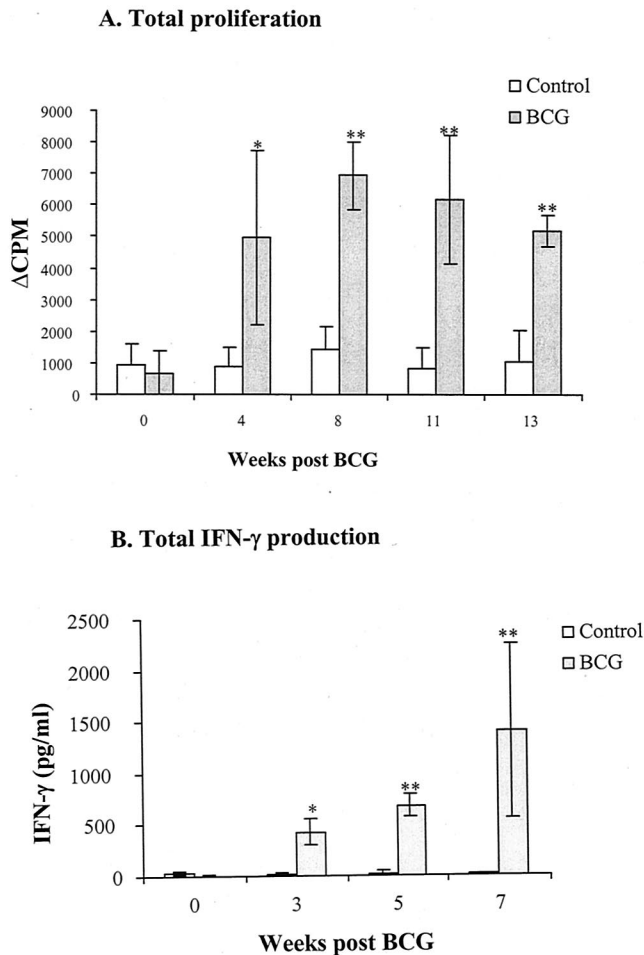 A. Total proliferation
Control
BCG
9000
8000
7000
6000
5000
4000
3000
2000
1000
0
ΔCPM
*
**
**
**
0 4 8 11 13
Weeks post BCG
B. Total IFN-γ production
Control
BCG
2500
2000
1500
1000
500
0
IFN-γ (pg/ml)
*
**
**
0 3 5 7
Weeks post BCG